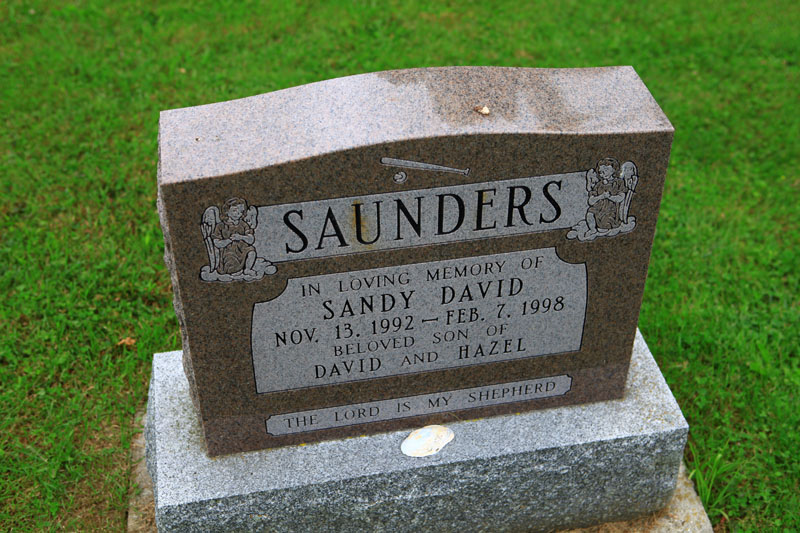 SAUNDERS
IN LOVING MEMORY OF
SANDY DAVID
NOV. 13. 1992 — FEB. 7. 1998
BELOVED SON OF
DAVID AND HAZEL
THE LORD IS MY SHEPHERD